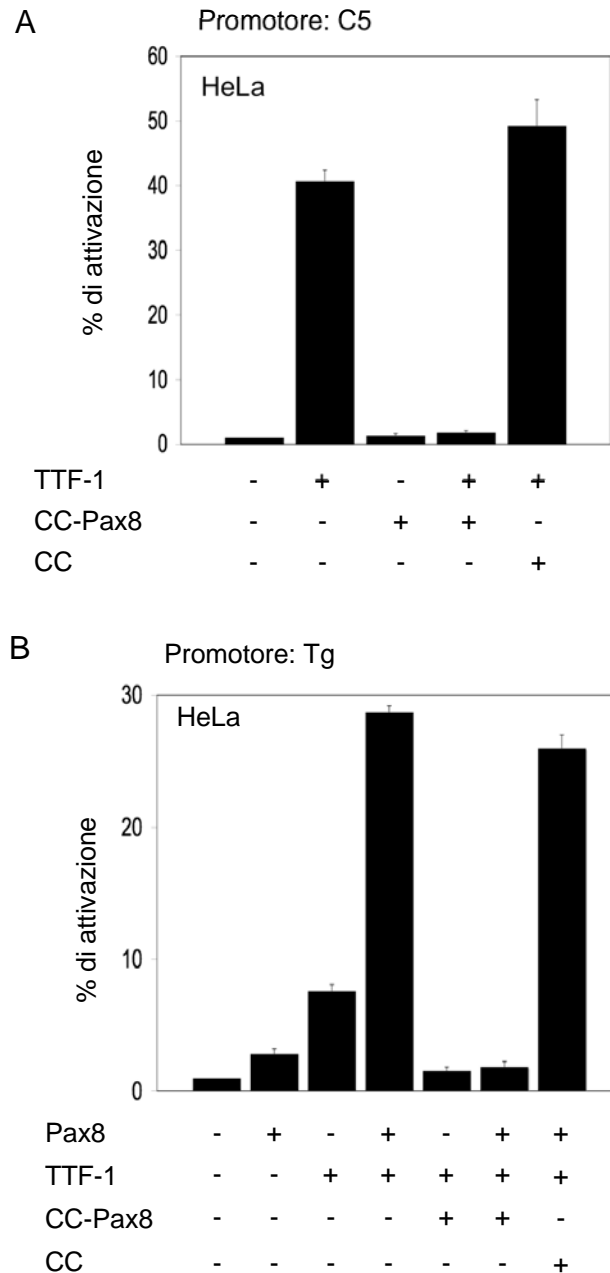 A
Promotore: C5
60
HeLa
50
40
30
20
10
0
% di attivazione
TTF-1 - + - + +
CC-Pax8 - - + + -
CC - - - - +
B
Promotore: Tg
30
HeLa
20
10
0
% di attivazione
Pax8 - + - + - + +
TTF-1 - - + + + + +
CC-Pax8 - - - - + + -
CC - - - - - - +